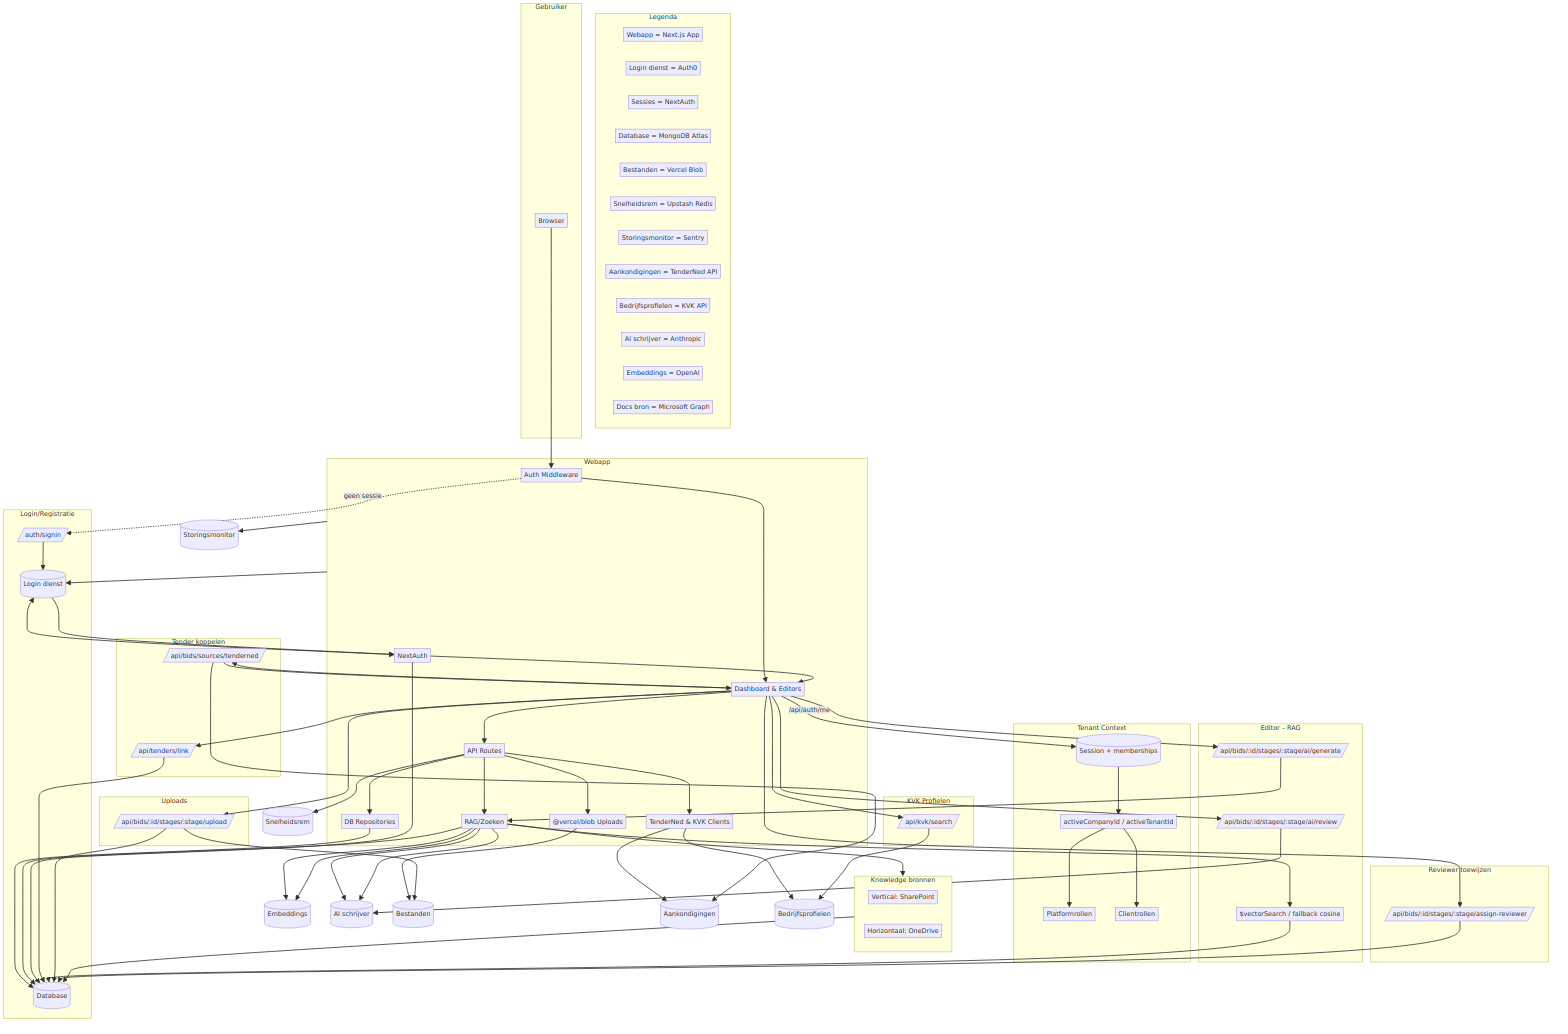 Gebruiker
Browser
Legenda
Webapp = Next.js App
Login dienst = Auth0
Sessies = NextAuth
Database = MongoDB Atlas
Bestanden = Vercel Blob
Snelheidsrem = Upstash Redis
Storingsmonitor = Sentry
Aankondigingen = TenderNed API
Bedrijfsprofielen = KVK API
AI schrijver = Anthropic
Embeddings = OpenAI
Docs bron = Microsoft Graph
Webapp
Auth Middleware
geen sessie
Login/Registratie
auth/signin
Storingsmonitor
Login dienst
Tender koppelen
api/bids/sources/tenderned
NextAuth
Dashboard & Editors
/api/auth/me
Tenant Context
Editor – RAG
Session + memberships
api/bids/:id/stages/:stage/ai/generate
api/tenders/link
API Routes
Uploads
KVK Profielen
api/bids/:id/stages/:stage/upload
Snelheidsrem
DB Repositories
RAG/Zoeken
@vercel/blob Uploads
TenderNed & KVK Clients
api/kvk/search
activeCompanyId / activeTenantId
api/bids/:id/stages/:stage/ai/review
Reviewer toewijzen
Knowledge bronnen
Vertical: SharePoint
Horizontaal: OneDrive
Embeddings
AI schrijver
Bestanden
Aankondigingen
Bedrijfsprofielen
Platformrollen
Clientrollen
$vectorSearch / fallback cosine
api/bids/:id/stages/:stage/assign-reviewer
Database